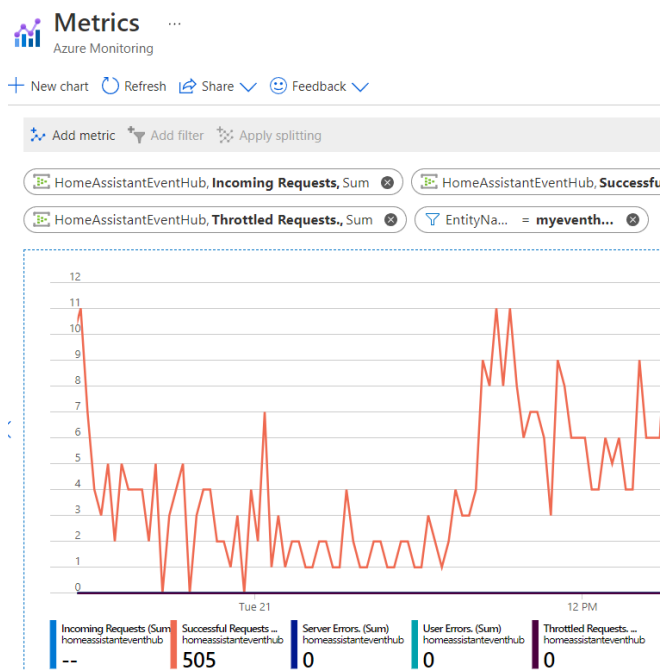 Metrics ...
Azure Monitoring
New chart Refresh Share Feedback
Add metric Add filter Apply splitting
HomeAssistantEventHub, Incoming Requests, Sum HomeAssistantEventHub, Successfu
HomeAssistantEventHub, Throttled Requests., Sum EntityNa... = myeventh...
12
11
10
9
8
7
6
5
4
3
2
1
0
Tue 21 12 PM
Incoming Requests (Sum Successful Requests ... Server Errors. (Sum) User Errors. (Sum) Throttled Requests. ...
homeassistanteventhub homeassistanteventhub homeassistanteventhub homeassistanteventhub homeassistanteventhub
-- 505 0 0 0